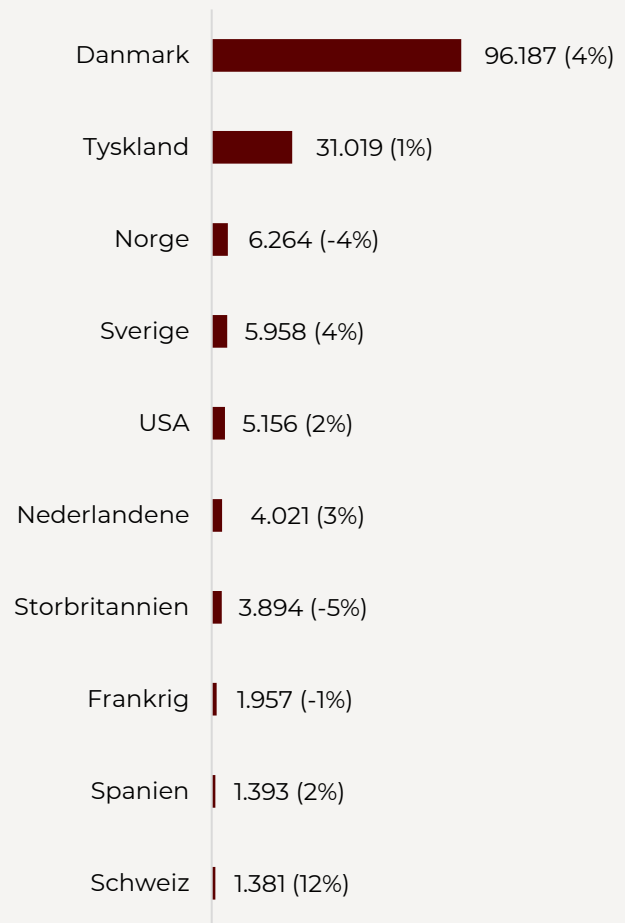 Danmark 96.187 (4%)
Tyskland 31.019 (1%)
Norge 6.264 (-4%)
Sverige 5.958 (4%)
USA 5.156 (2%)
Nederlandene 4.021 (3%)
Storbritannien 3.894 (-5%)
Frankrig 1.957 (-1%)
Spanien 1.393 (2%)
Schweiz 1.381 (12%)